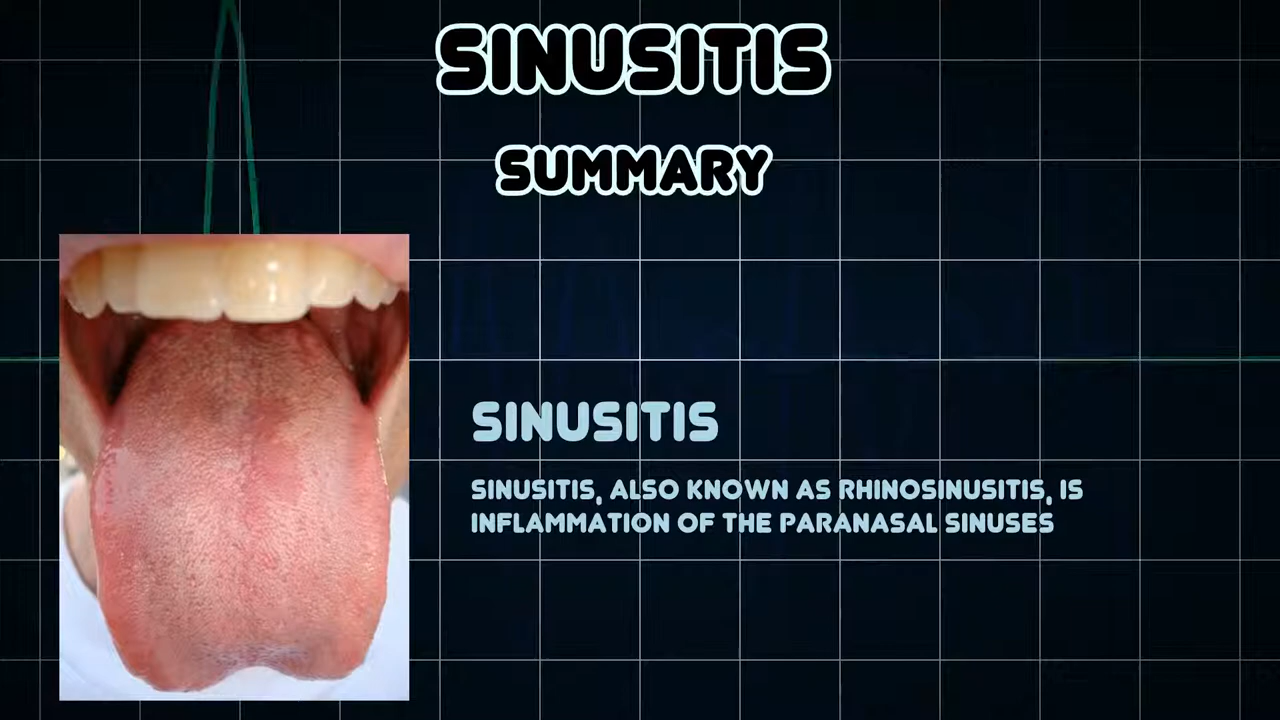 SINUSITIS
SUMMARY
SINUSITIS
SINUSITIS, ALSO KNOWN AS RHINOSINUSITIS, IS
INFLAMMATION OF THE PARANASAL SINUSES